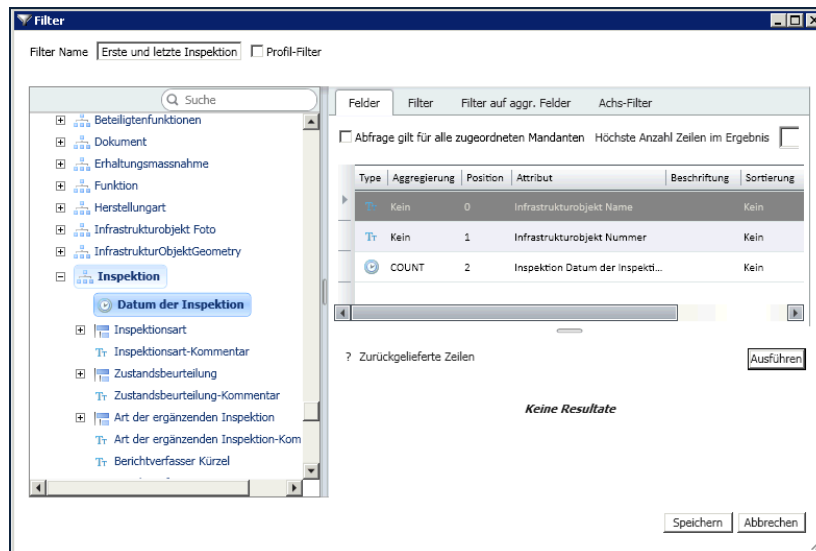 Filter
Filter Name Erste und letzte Inspektion Profil-Filter
Suche
Beteiligtenfunktionen
Dokument
Erhaltungsmassnahme
Funktion
Herstellungart
Infrastrukturobjekt Foto
InfrastrukturObjektGeometry
Inspektion
Datum der Inspektion
Inspektionsart
Inspektionsart-Kommentar
Zustandsbeurteilung
Zustandsbeurteilung-Kommentar
Art der ergänzenden Inspektion
Art der ergänzenden Inspektion-Kom
Berichtverfasser Kürzel
Felder Filter Filter auf aggr. Felder Achs-Filter
Abfrage gilt für alle zugeordneten Mandanten Höchste Anzahl Zeilen im Ergebnis
Type Aggregierung Position Attribut Beschriftung Sortierung
Kein 0 Infrastrukturobjekt Name Kein
Kein 1 Infrastrukturobjekt Nummer Kein
COUNT 2 Inspektion Datum der Inspekti... Kein
? Zurückgelieferte Zeilen Ausführen
Keine Resultate
Speichern Abbrechen